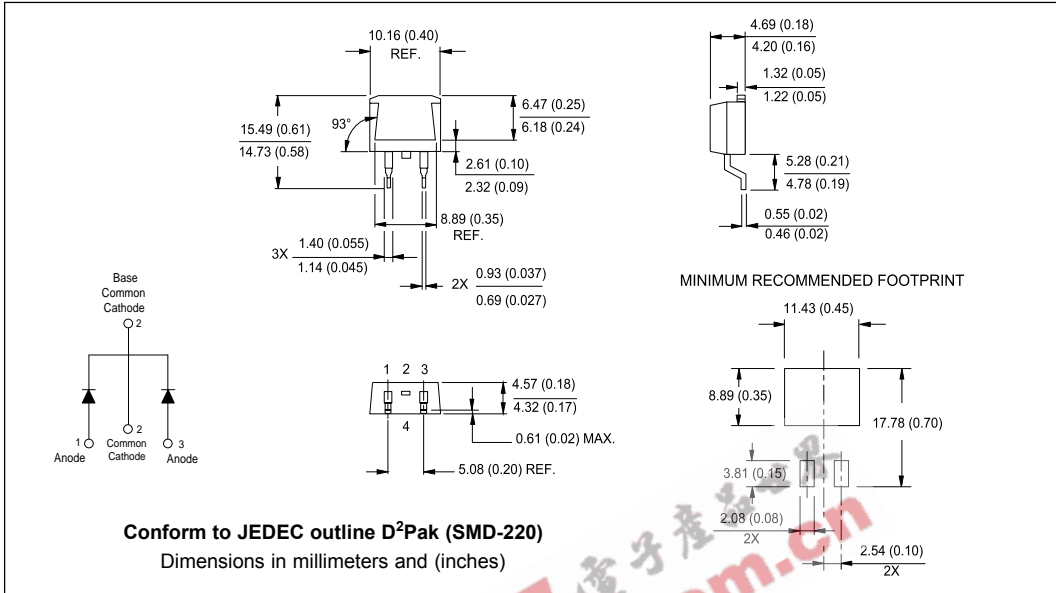 10.16 (0.40)
REF.
15.49 (0.61)
14.73 (0.58)
93°
6.47 (0.25)
6.18 (0.24)
2.61 (0.10)
2.32 (0.09)
8.89 (0.35)
REF.
3X
1.40 (0.055)
1.14 (0.045)
2X
0.93 (0.037)
0.69 (0.027)
4.69 (0.18)
4.20 (0.16)
1.32 (0.05)
1.22 (0.05)
5.28 (0.21)
4.78 (0.19)
0.55 (0.02)
0.46 (0.02)
Base
Common
Cathode
2
1
Anode
2
Common
Cathode
3
Anode
1 2 3
4
4.57 (0.18)
4.32 (0.17)
0.61 (0.02) MAX.
5.08 (0.20) REF.
MINIMUM RECOMMENDED FOOTPRINT
11.43 (0.45)
8.89 (0.35)
17.78 (0.70)
3.81 (0.15)
2.08 (0.08)
2X
2.54 (0.10)
2X
Conform to JEDEC outline D²Pak (SMD-220)
Dimensions in millimeters and (inches)
電子產品世界
om.cn